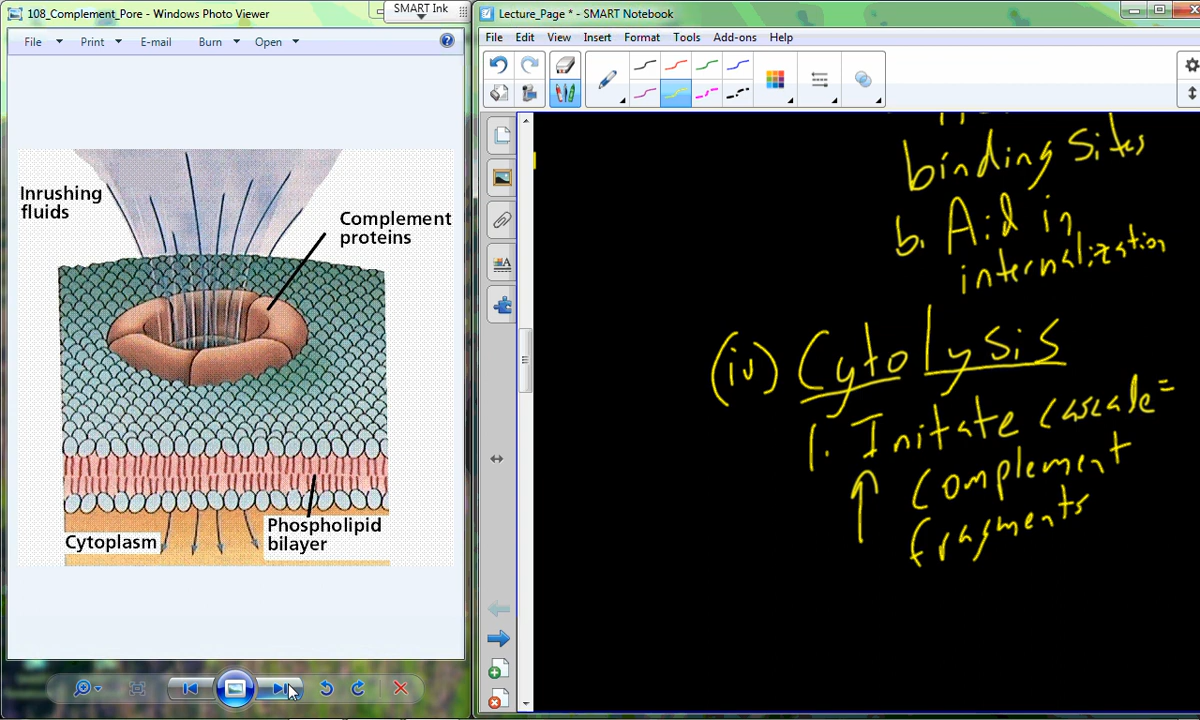 108_Complement_Pore - Windows Photo Viewer
SMART Ink
File Print E-mail Burn Open
Inrushing
fluids
Complement
proteins
Phospholipid
bilayer
Cytoplasm
Lecture_Page * - SMART Notebook
File Edit View Insert Format Tools Add-ons Help
binding Sites
b. Aid in
internalization
(iv) Cytolysis
1. Initate cascade =
↑ Complement
fragments